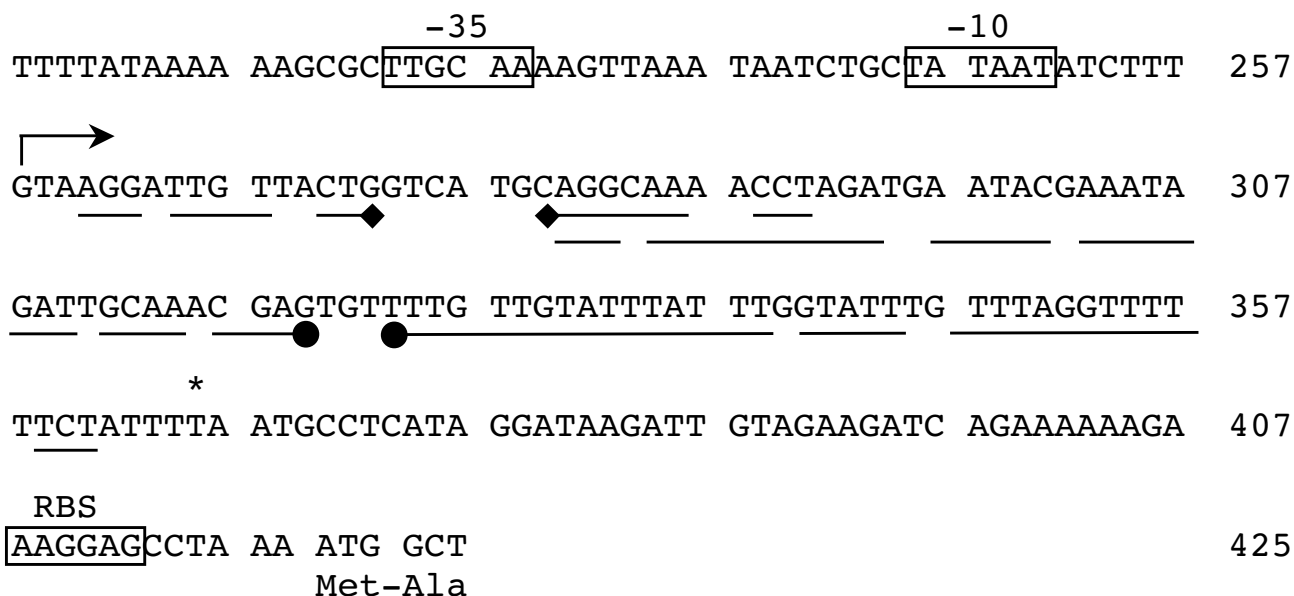 -35 -10
TTTTATAAAA AAGCGCTTGC AAAAGTTAAA TAATCTGCTA TAATATCTTT 257
GTAAGGATTG TTACTGGTCA TGCAGGCAAA ACCTAGATGA ATACGAAATA 307
GATTGCAAAC GAGTGTTTTG TTGTATTTAT TTGGTATTTG TTTAGGTTTT 357
*
TTCTATTTTA ATGCCTCATA GGATAAGATT GTAGAAGATC AGAAAAAAGA 407
RBS
AAGGAGCCTA AA ATG GCT 425
Met-Ala